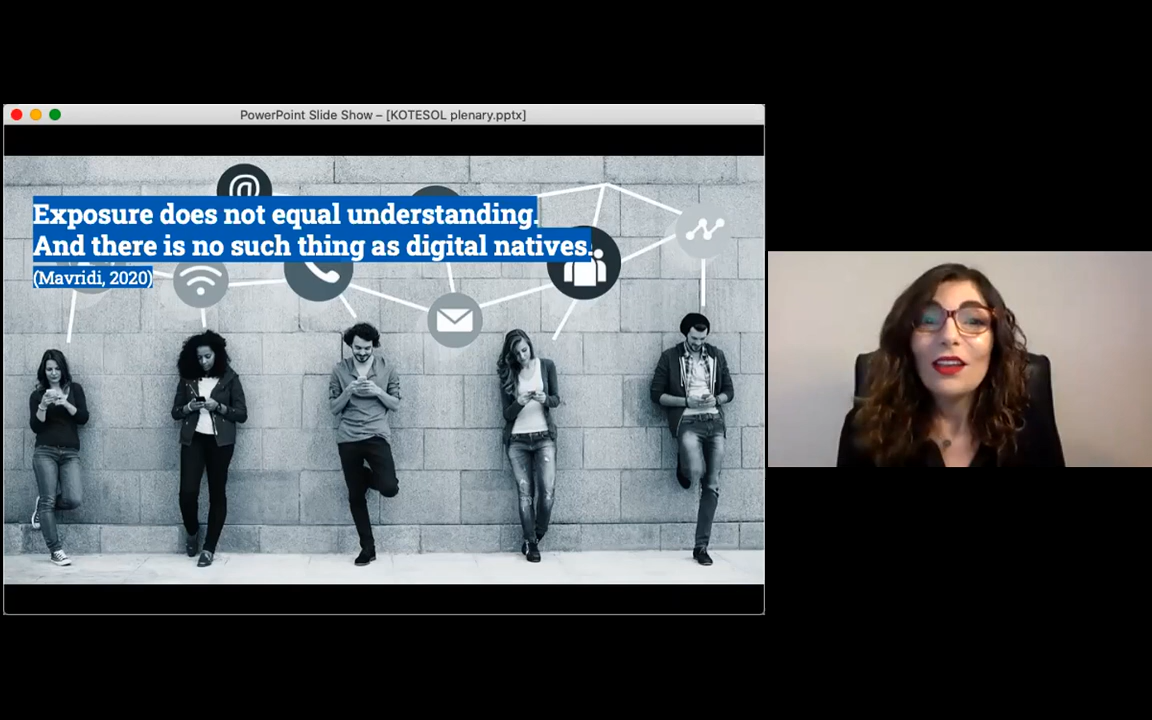 PowerPoint Slide Show – [KOTESOL plenary.pptx]
@
Exposure does not equal understanding.
And there is no such thing as digital natives.
(Mavridi, 2020)